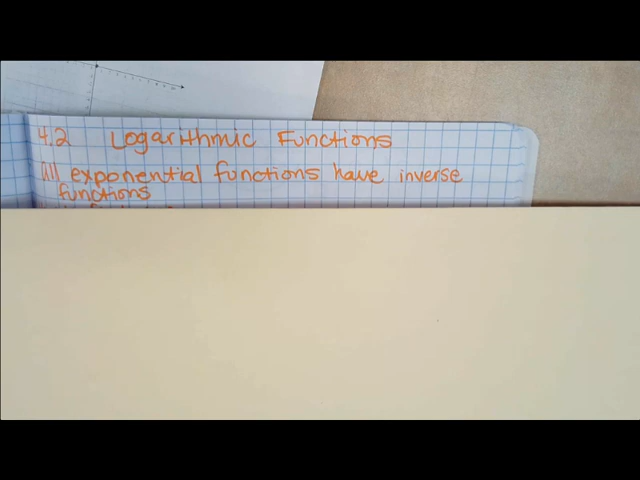 4.2 Logarithmic Functions
All exponential functions have inverse
functions